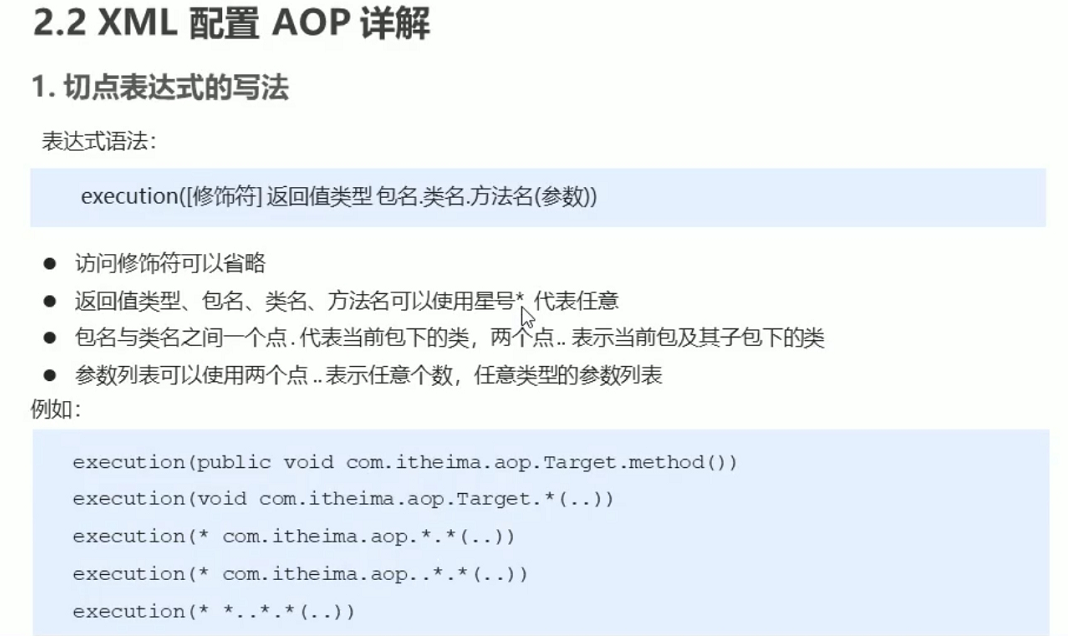 2.2 XML 配置 AOP 详解
1. 切点表达式的写法
表达式语法：
execution([修饰符] 返回值类型 包名.类名.方法名(参数))
● 访问修饰符可以省略
● 返回值类型、包名、类名、方法名可以使用星号* 代表任意
● 包名与类名之间一个点 . 代表当前包下的类，两个点 .. 表示当前包及其子包下的类
● 参数列表可以使用两个点 .. 表示任意个数，任意类型的参数列表
例如：
execution(public void com.itheima.aop.Target.method())
execution(void com.itheima.aop.Target.*(..))
execution(* com.itheima.aop.*.*(..))
execution(* com.itheima.aop..*.*(..))
execution(* *..*.*(..))